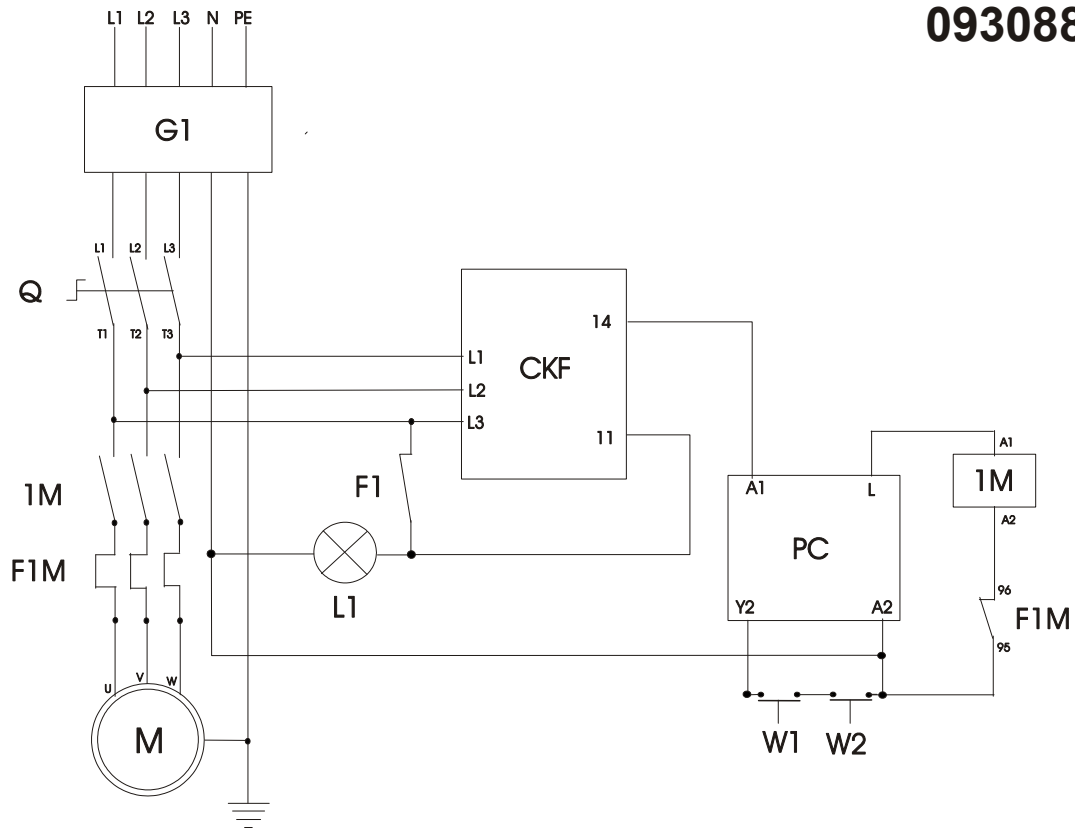 L1 L2 L3 N PE
093088
G1
L1 L2 L3
Q
T1 T2 T3
14
L1
CKF
L2
L3
11
A1
1M
F1
A1 L
1M
A2
F1M
PC
96
L1
Y2 A2
F1M
95
U V W
M
W1 W2